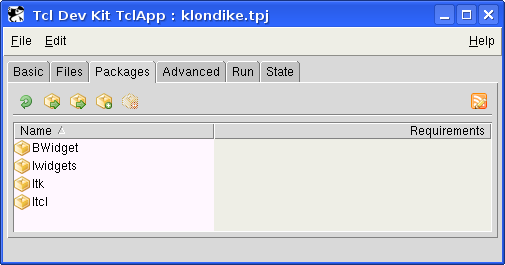 Tcl Dev Kit TclApp : klondike.tpj
File Edit Help
Basic Files Packages Advanced Run State
Name Requirements
BWidget
Iwidgets
Itk
Itcl